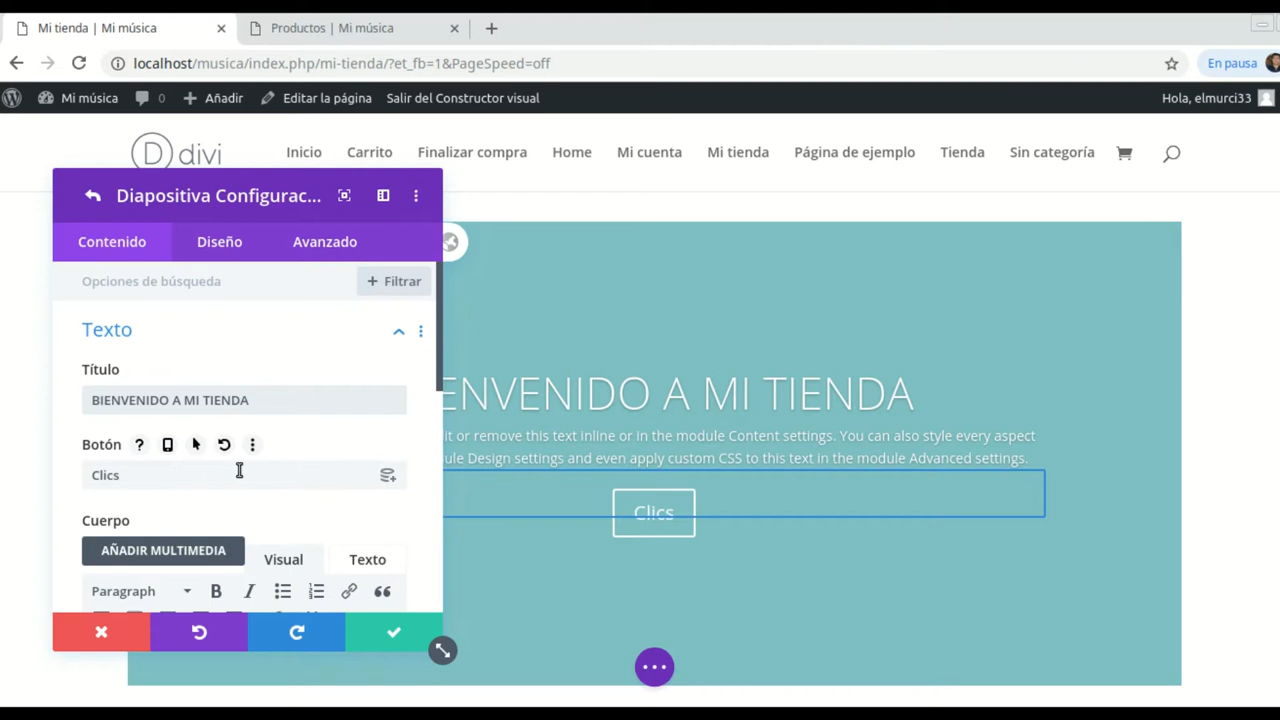 Mi tienda | Mi música
Productos | Mi música
localhost/musica/index.php/mi-tienda/?et_fb=1&PageSpeed=off
En pausa
Mi música 0 Añadir Editar la página Salir del Constructor visual Hola, elmurci33
D divi
Inicio Carrito Finalizar compra Home Mi cuenta Mi tienda Página de ejemplo Tienda Sin categoría
Diapositiva Configurac...
Contenido Diseño Avanzado
Opciones de búsqueda + Filtrar
Texto
Título
BIENVENIDO A MI TIENDA
Botón ?
Clics
Cuerpo
AÑADIR MULTIMEDIA Visual Texto
Paragraph B I
ENVENIDO A MI TIENDA
it or remove this text inline or in the module Content settings. You can also style every aspect
ule Design settings and even apply custom CSS to this text in the module Advanced settings.
Clics